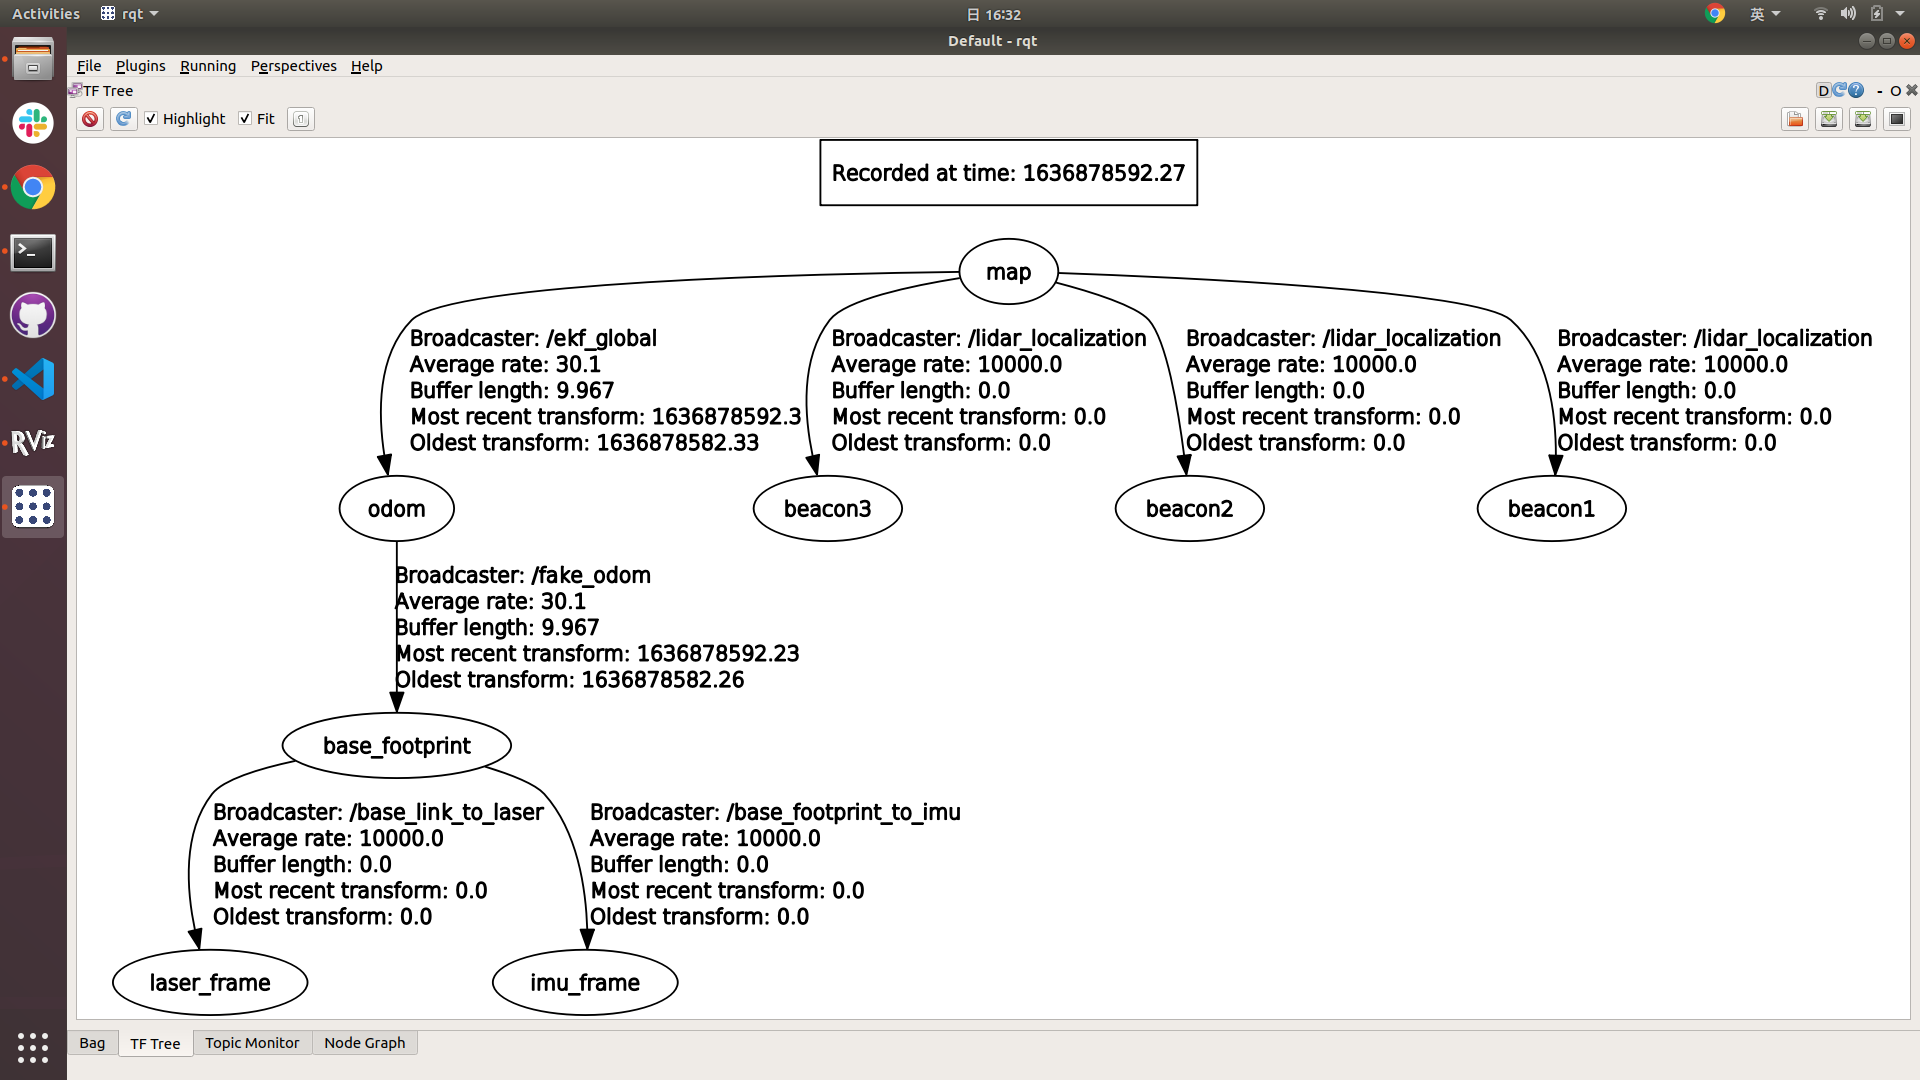 Activities
rqt
日 16:32
英
Default - rqt
File Plugins Running Perspectives Help
TF Tree
D
- O
Highlight
Fit
Recorded at time: 1636878592.27
map
Broadcaster: /ekf_global
Average rate: 30.1
Buffer length: 9.967
Most recent transform: 1636878592.3
Oldest transform: 1636878582.33
Broadcaster: /lidar_localization
Average rate: 10000.0
Buffer length: 0.0
Most recent transform: 0.0
Oldest transform: 0.0
Broadcaster: /lidar_localization
Average rate: 10000.0
Buffer length: 0.0
Most recent transform: 0.0
Oldest transform: 0.0
Broadcaster: /lidar_localization
Average rate: 10000.0
Buffer length: 0.0
Most recent transform: 0.0
Oldest transform: 0.0
RViz
odom
beacon3
beacon2
beacon1
Broadcaster: /fake_odom
Average rate: 30.1
Buffer length: 9.967
Most recent transform: 1636878592.23
Oldest transform: 1636878582.26
base_footprint
Broadcaster: /base_link_to_laser
Average rate: 10000.0
Buffer length: 0.0
Most recent transform: 0.0
Oldest transform: 0.0
Broadcaster: /base_footprint_to_imu
Average rate: 10000.0
Buffer length: 0.0
Most recent transform: 0.0
Oldest transform: 0.0
laser_frame
imu_frame
Bag
TF Tree
Topic Monitor
Node Graph